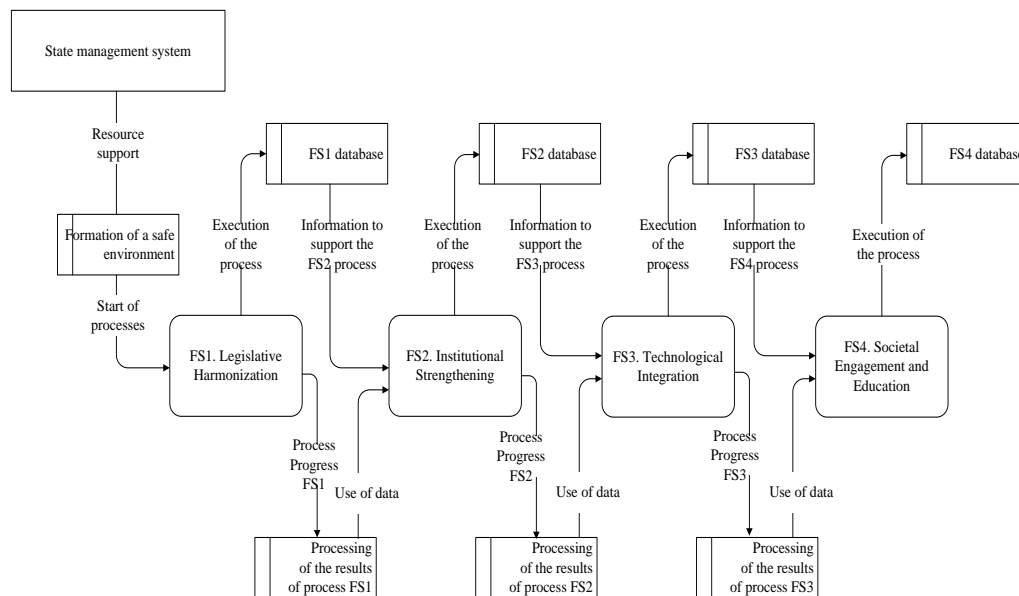 State management system
Resource
support
Formation of a safe
environment
Start of
processes
FS1. Legislative
Harmonization
Execution
of the
process
FS1 database
Information to
support the
FS2 process
Process
Progress
FS1
Processing
of the results
of process FS1
Use of data
FS2. Institutional
Strengthening
Execution
of the
process
FS2 database
Information to
support the
FS3 process
Process
Progress
FS2
Processing
of the results
of process FS2
Use of data
FS3. Technological
Integration
Execution
of the
process
FS3 database
Information to
support the
FS4 process
Process
Progress
FS3
Processing
of the results
of process FS3
Use of data
FS4. Societal
Engagement and
Education
Execution of
the process
FS4 database